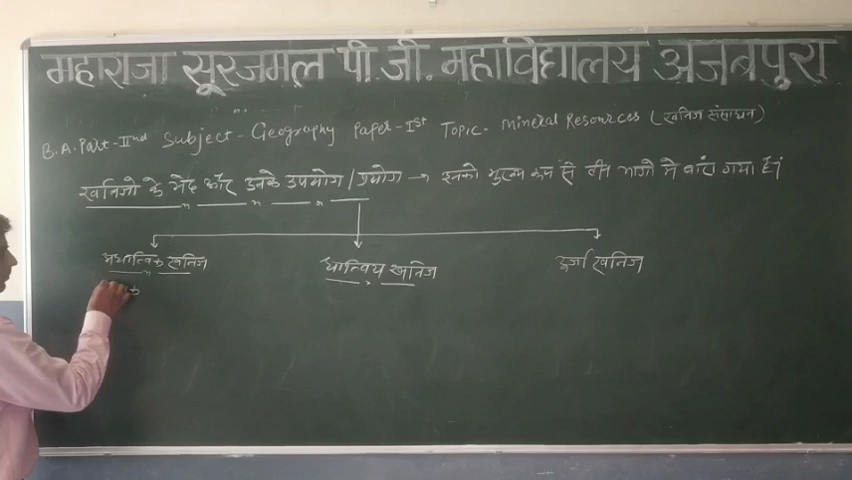 महाराजा सूरजमल पी.जी. महाविद्यालय अजबपुरा
B.A. Part-IInd Subject-Geography Paper-Ist Topic- Mineral Resources (खनिज संसाधन)
खनिजो के भेद और उनके उपयोग/प्रयोग → इनको मुख्य रूप से तीन भागो मे बांटा गया है।
अधात्विक खनिज धात्विय खनिज उर्जा खनिज